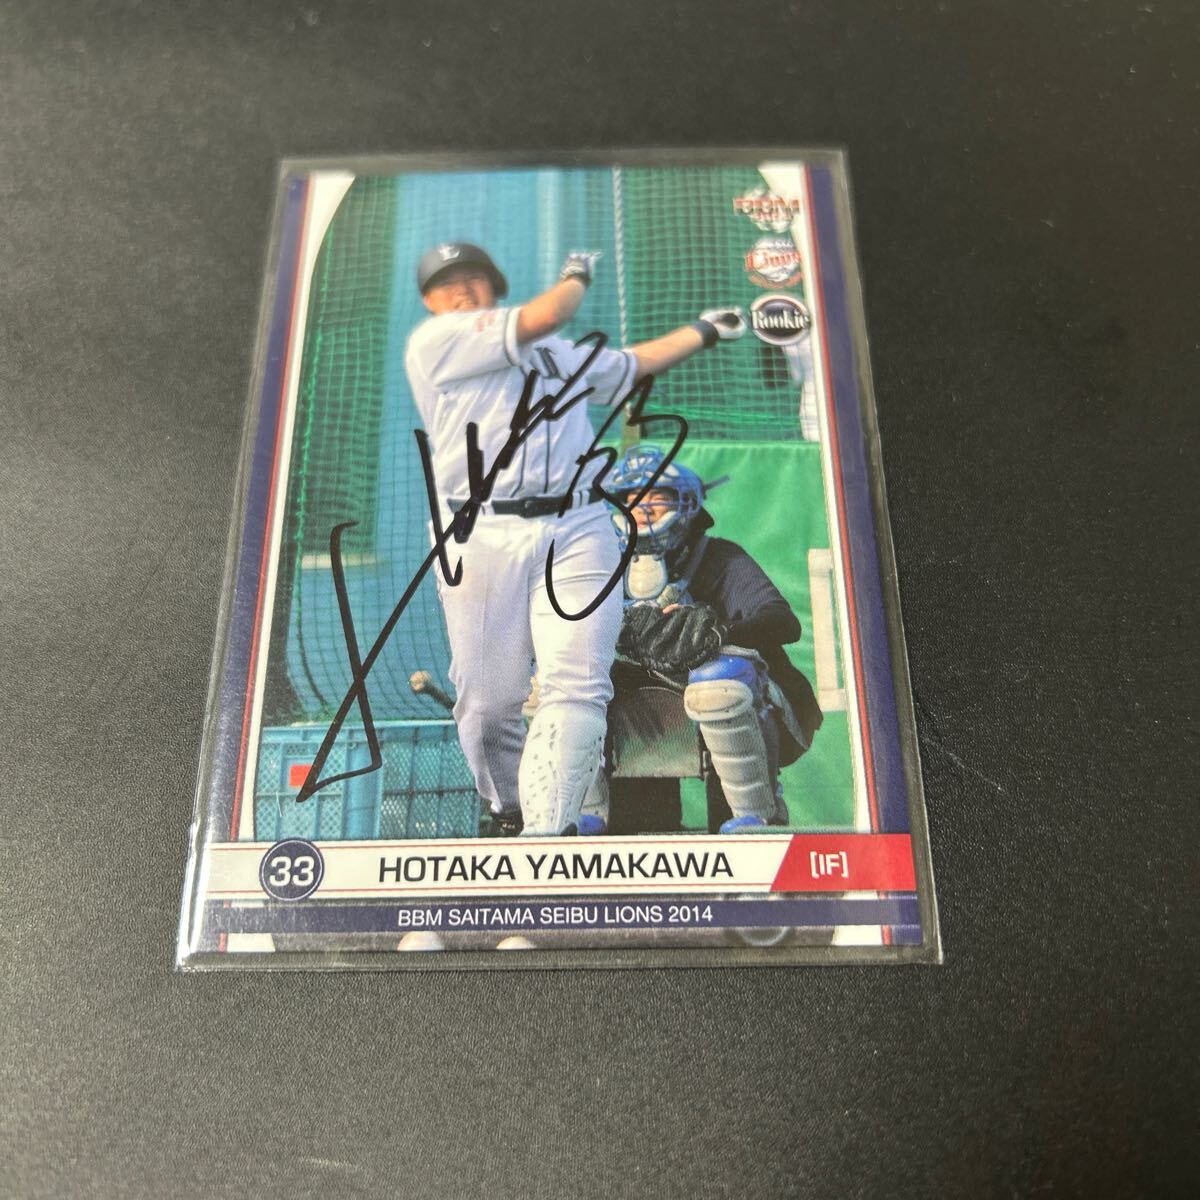 BBM
Lions
Rookie
33
HOTAKA YAMAKAWA
[IF]
BBM SAITAMA SEIBU LIONS 2014